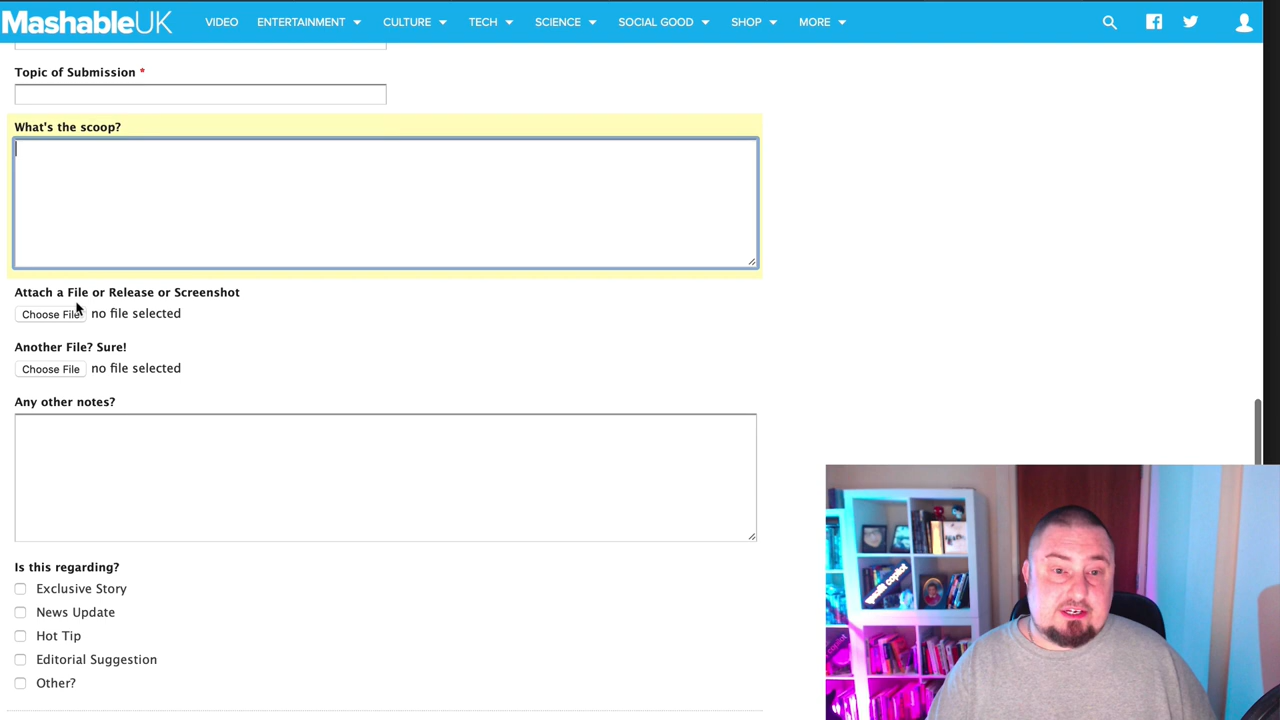 MashableUK VIDEO ENTERTAINMENT CULTURE TECH SCIENCE SOCIAL GOOD SHOP MORE
Topic of Submission *
What's the scoop?
Attach a File or Release or Screenshot
Choose File no file selected
Another File? Sure!
Choose File no file selected
Any other notes?
Is this regarding?
Exclusive Story
News Update
Hot Tip
Editorial Suggestion
Other?